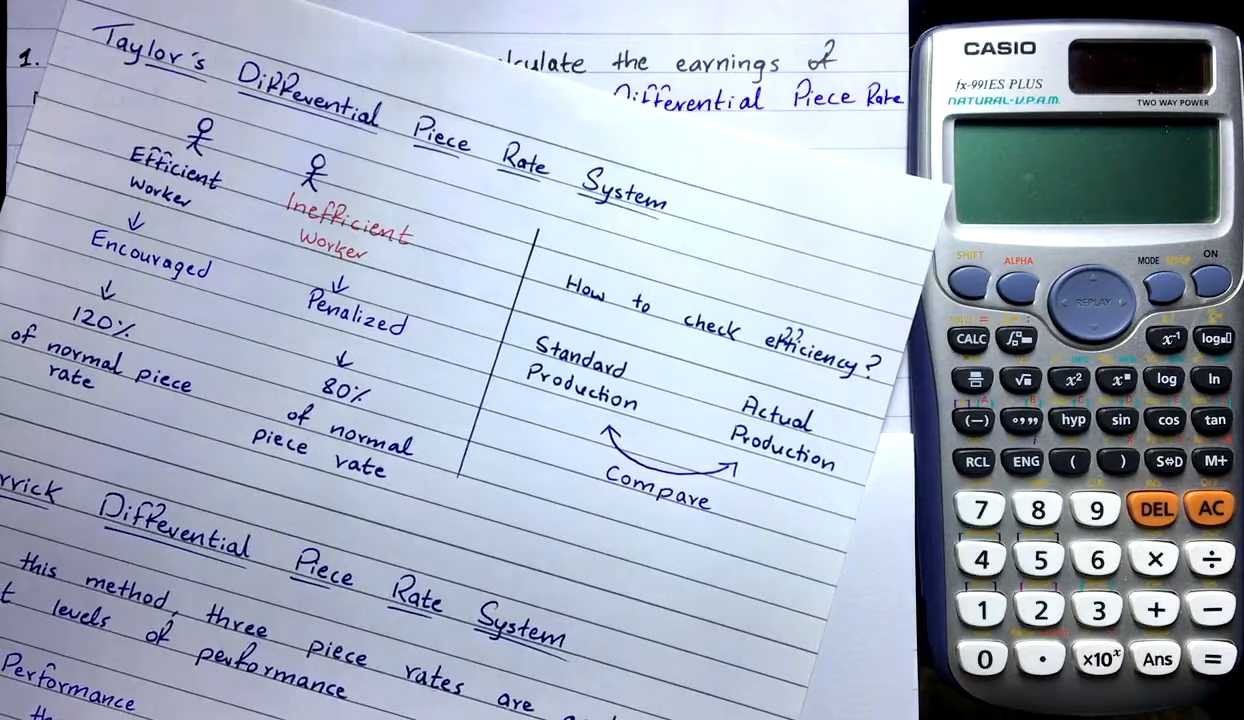 1.
lculate the earnings of
Differential Piece Rate
Taylor's Differential Piece Rate System
Efficient
Worker
Encouraged
120%
of normal piece
rate
Inefficient
Worker
Penalized
80%
of normal
piece rate
How to check efficiency?
??
Standard
Production
Actual
Production
Compare
rrick Differential Piece Rate System
this method, three piece rates are
t levels of performance
Performance
CASIO
fx-991ES PLUS
NATURAL-V.P.A.M.
TWO WAY POWER
SHIFT ALPHA MODE SETUP ON
REPLAY
CALC x⁻¹ log
√ x² log ln
(−) °,,, hyp sin cos tan
RCL ENG ( ) S⇔D M+
7 8 9 DEL AC
4 5 6 × ÷
1 2 3 + −
0 . ×10ˣ Ans =